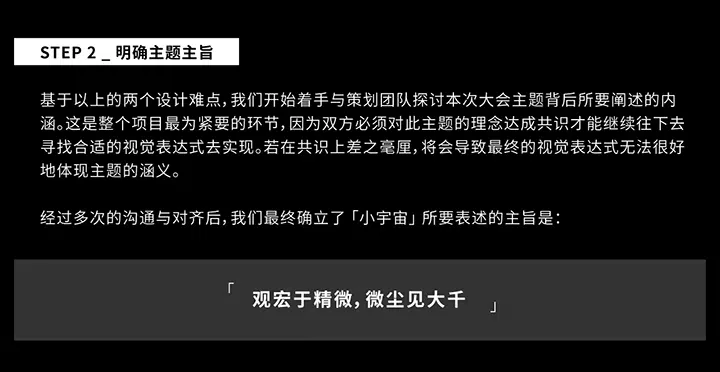 STEP 2 _ 明确主题主旨
基于以上的两个设计难点，我们开始着手与策划团队探讨本次大会主题背后所要阐述的内
涵。这是整个项目最为紧要的环节，因为双方必须对此主题的理念达成共识才能继续往下去
寻找合适的视觉表达式去实现。若在共识上差之毫厘，将会导致最终的视觉表达式无法很好
地体现主题的涵义。
经过多次的沟通与对齐后，我们最终确立了「小宇宙」所要表述的主旨是：
「观宏于精微，微尘见大千」